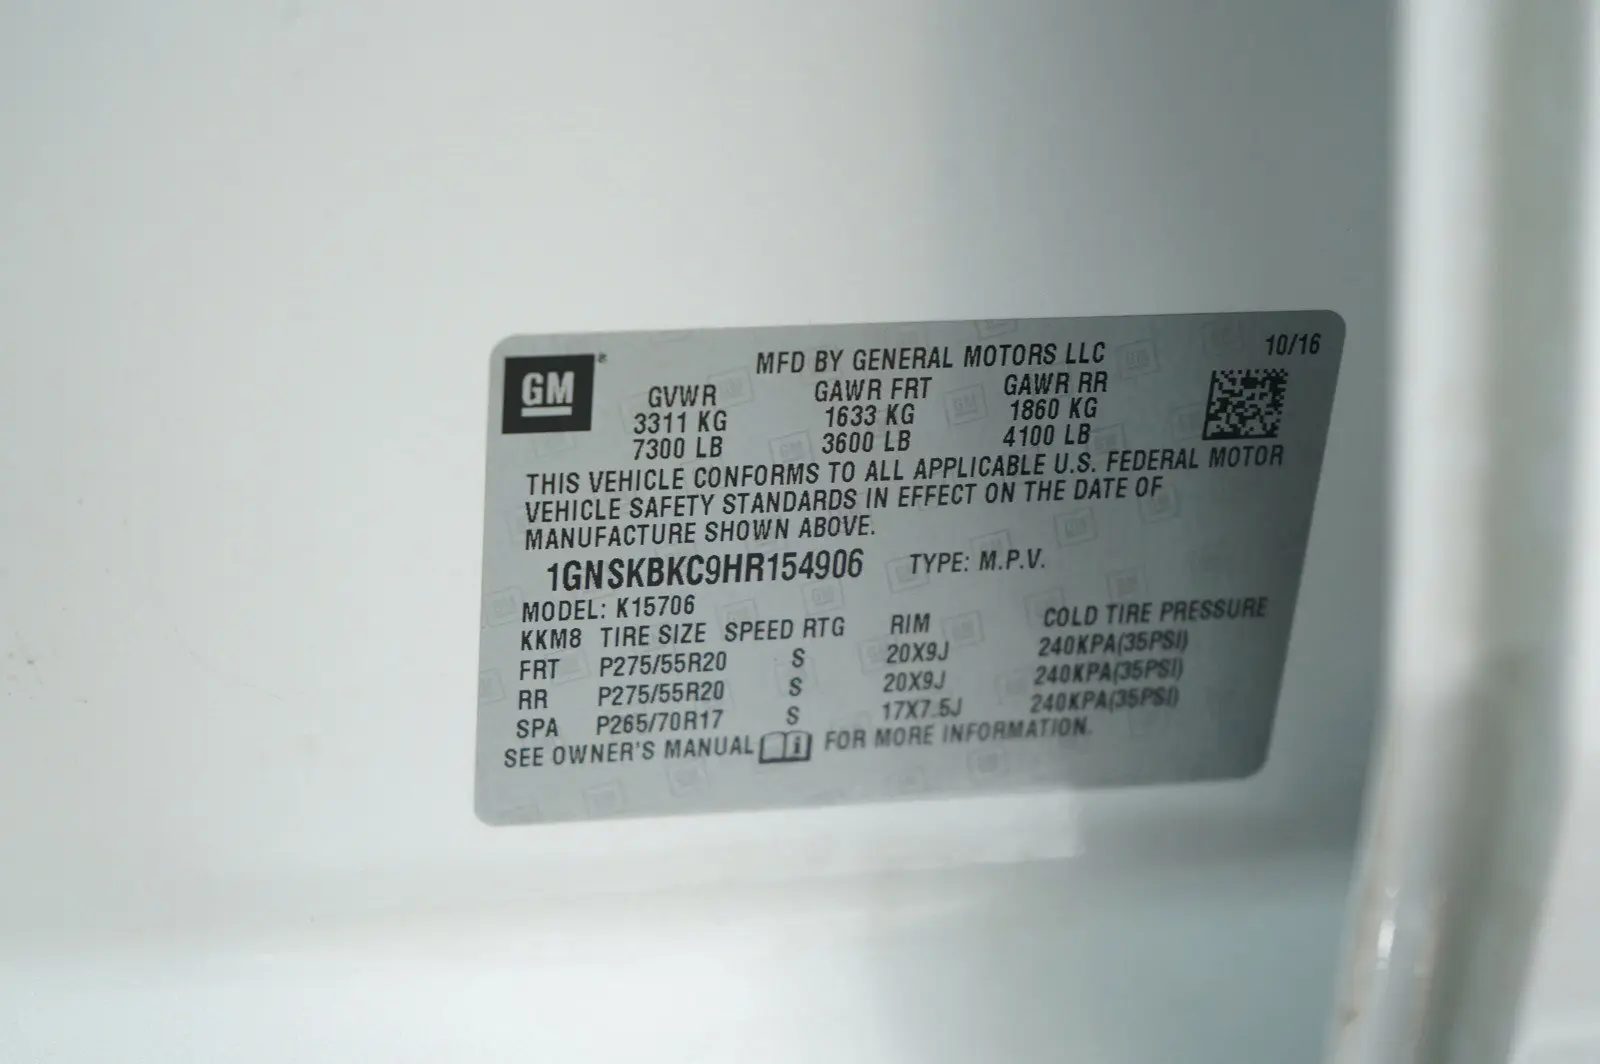 GM
MFD BY GENERAL MOTORS LLC 10/16
GVWR GAWR FRT GAWR RR
3311 KG 1633 KG 1860 KG
7300 LB 3600 LB 4100 LB
THIS VEHICLE CONFORMS TO ALL APPLICABLE U.S. FEDERAL MOTOR
VEHICLE SAFETY STANDARDS IN EFFECT ON THE DATE OF
MANUFACTURE SHOWN ABOVE.
1GNSKBKC9HR154906 TYPE: M.P.V.
MODEL: K15706
KKM8 TIRE SIZE SPEED RTG RIM COLD TIRE PRESSURE
FRT P275/55R20 S 20X9J 240KPA(35PSI)
RR P275/55R20 S 20X9J 240KPA(35PSI)
SPA P265/70R17 S 17X7.5J 240KPA(35PSI)
SEE OWNER'S MANUAL i FOR MORE INFORMATION.